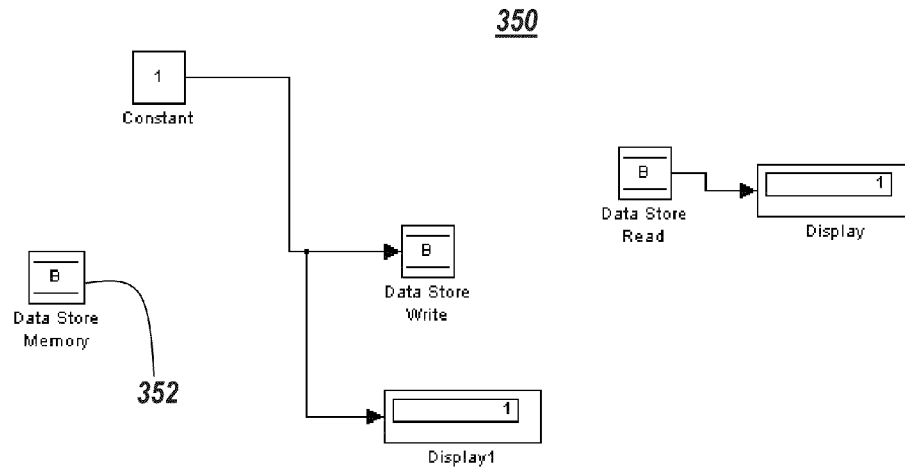 350
1
Constant
B
Data Store
Read
1
Display
B
Data Store
Memory
352
B
Data Store
Write
1
Display1